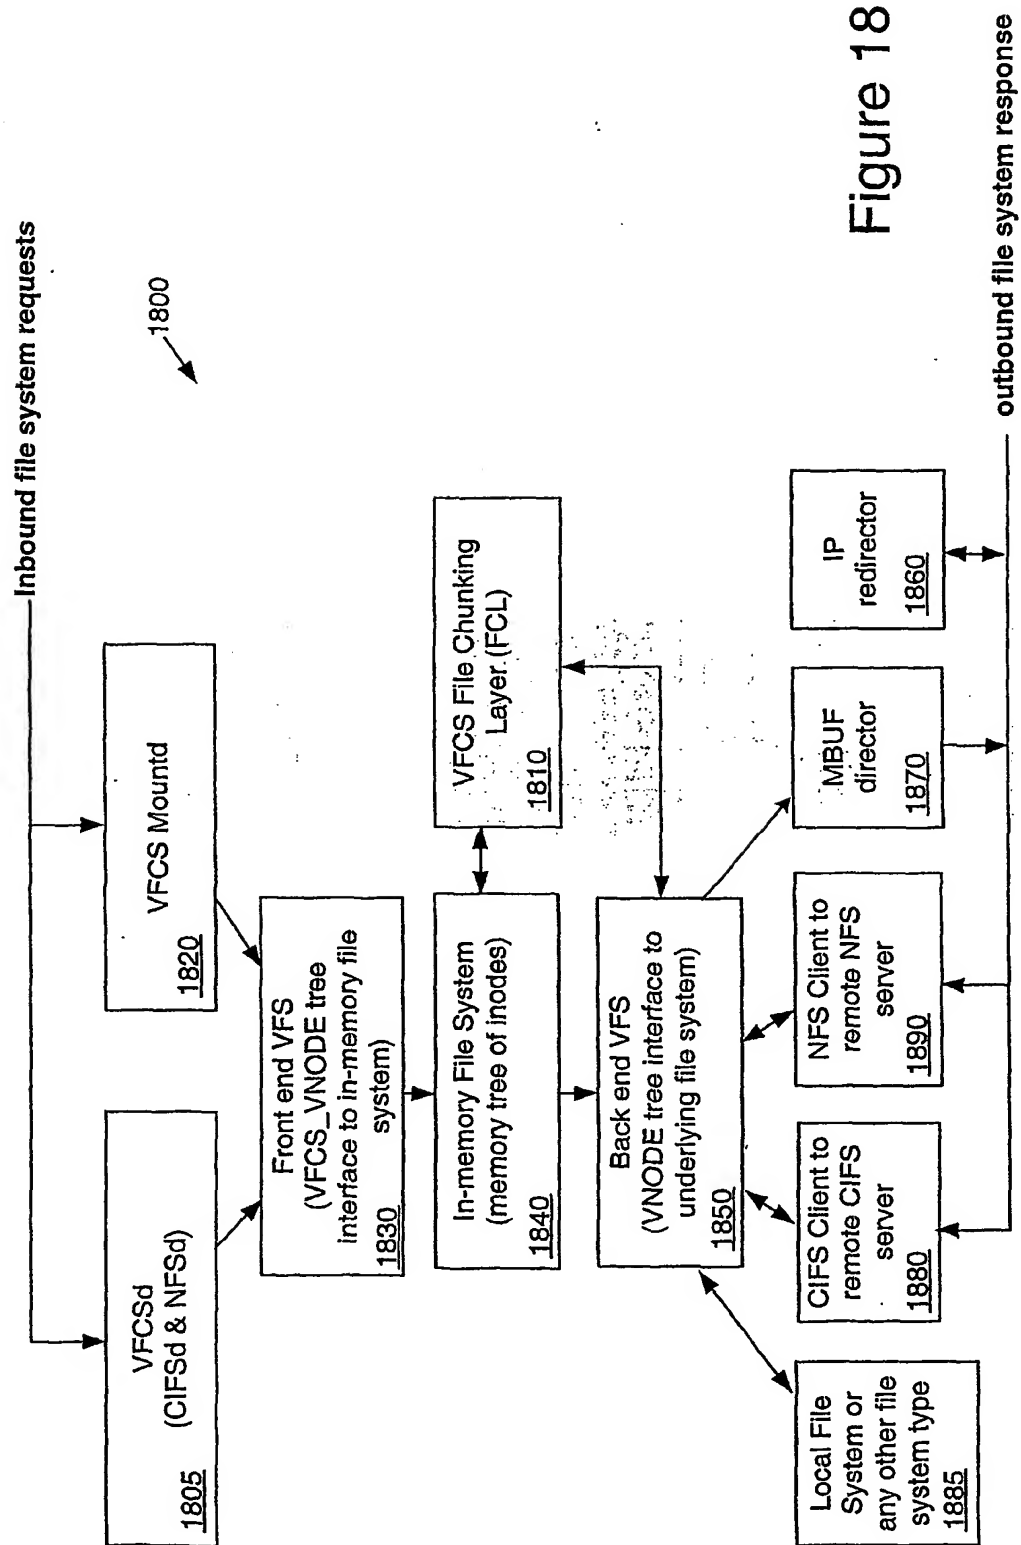 Inbound file system requests
1800
VFCSd
(CIFSd & NFSd)
1805
VFCS Mountd
1820
Front end VFS
(VFCS_VNODE tree
interface to in-memory file
system)
1830
In-memory File System
(memory tree of inodes)
1840
VFCS File Chunking
Layer.(FCL)
1810
Back end VFS
(VNODE tree interface to
underlying file system)
1850
Local File
System or
any other file
system type
1885
CIFS Client to
remote CIFS
server
1880
NFS Client to
remote NFS
server
1890
MBUF
director
1870
IP
redirector
1860
outbound file system response
Figure 18